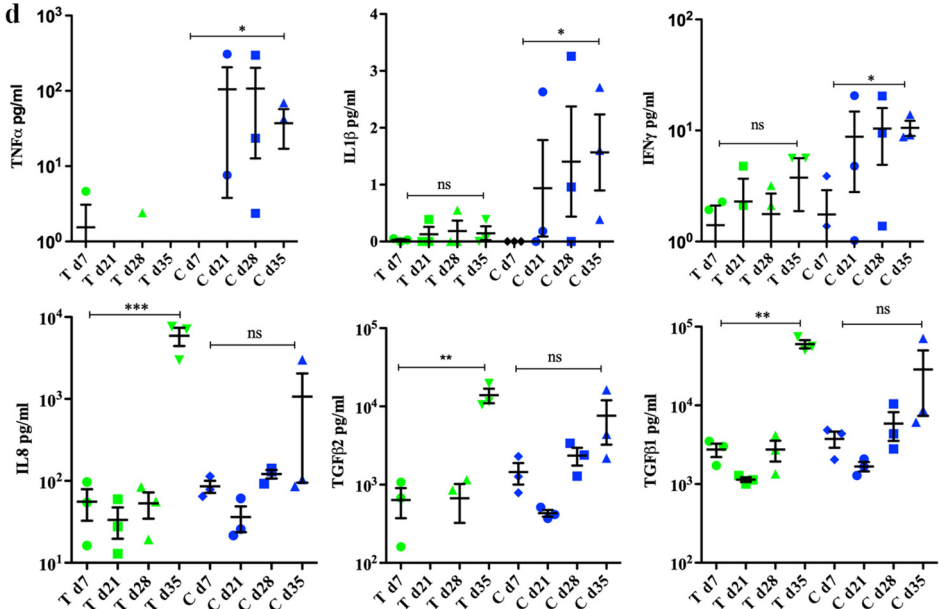 d
TNFα pg/ml
10³
10²
10¹
10⁰
*
T d7
T d21
T d28
T d35
C d7
C d21
C d28
C d35
IL1β pg/ml
4
3
2
1
0
ns
*
T d7
T d21
T d28
T d35
C d7
C d21
C d28
C d35
IFNγ pg/ml
10²
10¹
10⁰
ns
*
T d7
T d21
T d28
T d35
C d7
C d21
C d28
C d35
IL8 pg/ml
10⁴
10³
10²
10¹
***
ns
T d7
T d21
T d28
T d35
C d7
C d21
C d28
C d35
TGFβ2 pg/ml
10⁵
10⁴
10³
10²
**
ns
T d7
T d21
T d28
T d35
C d7
C d21
C d28
C d35
TGFβ1 pg/ml
10⁵
10⁴
10³
10²
**
ns
T d7
T d21
T d28
T d35
C d7
C d21
C d28
C d35